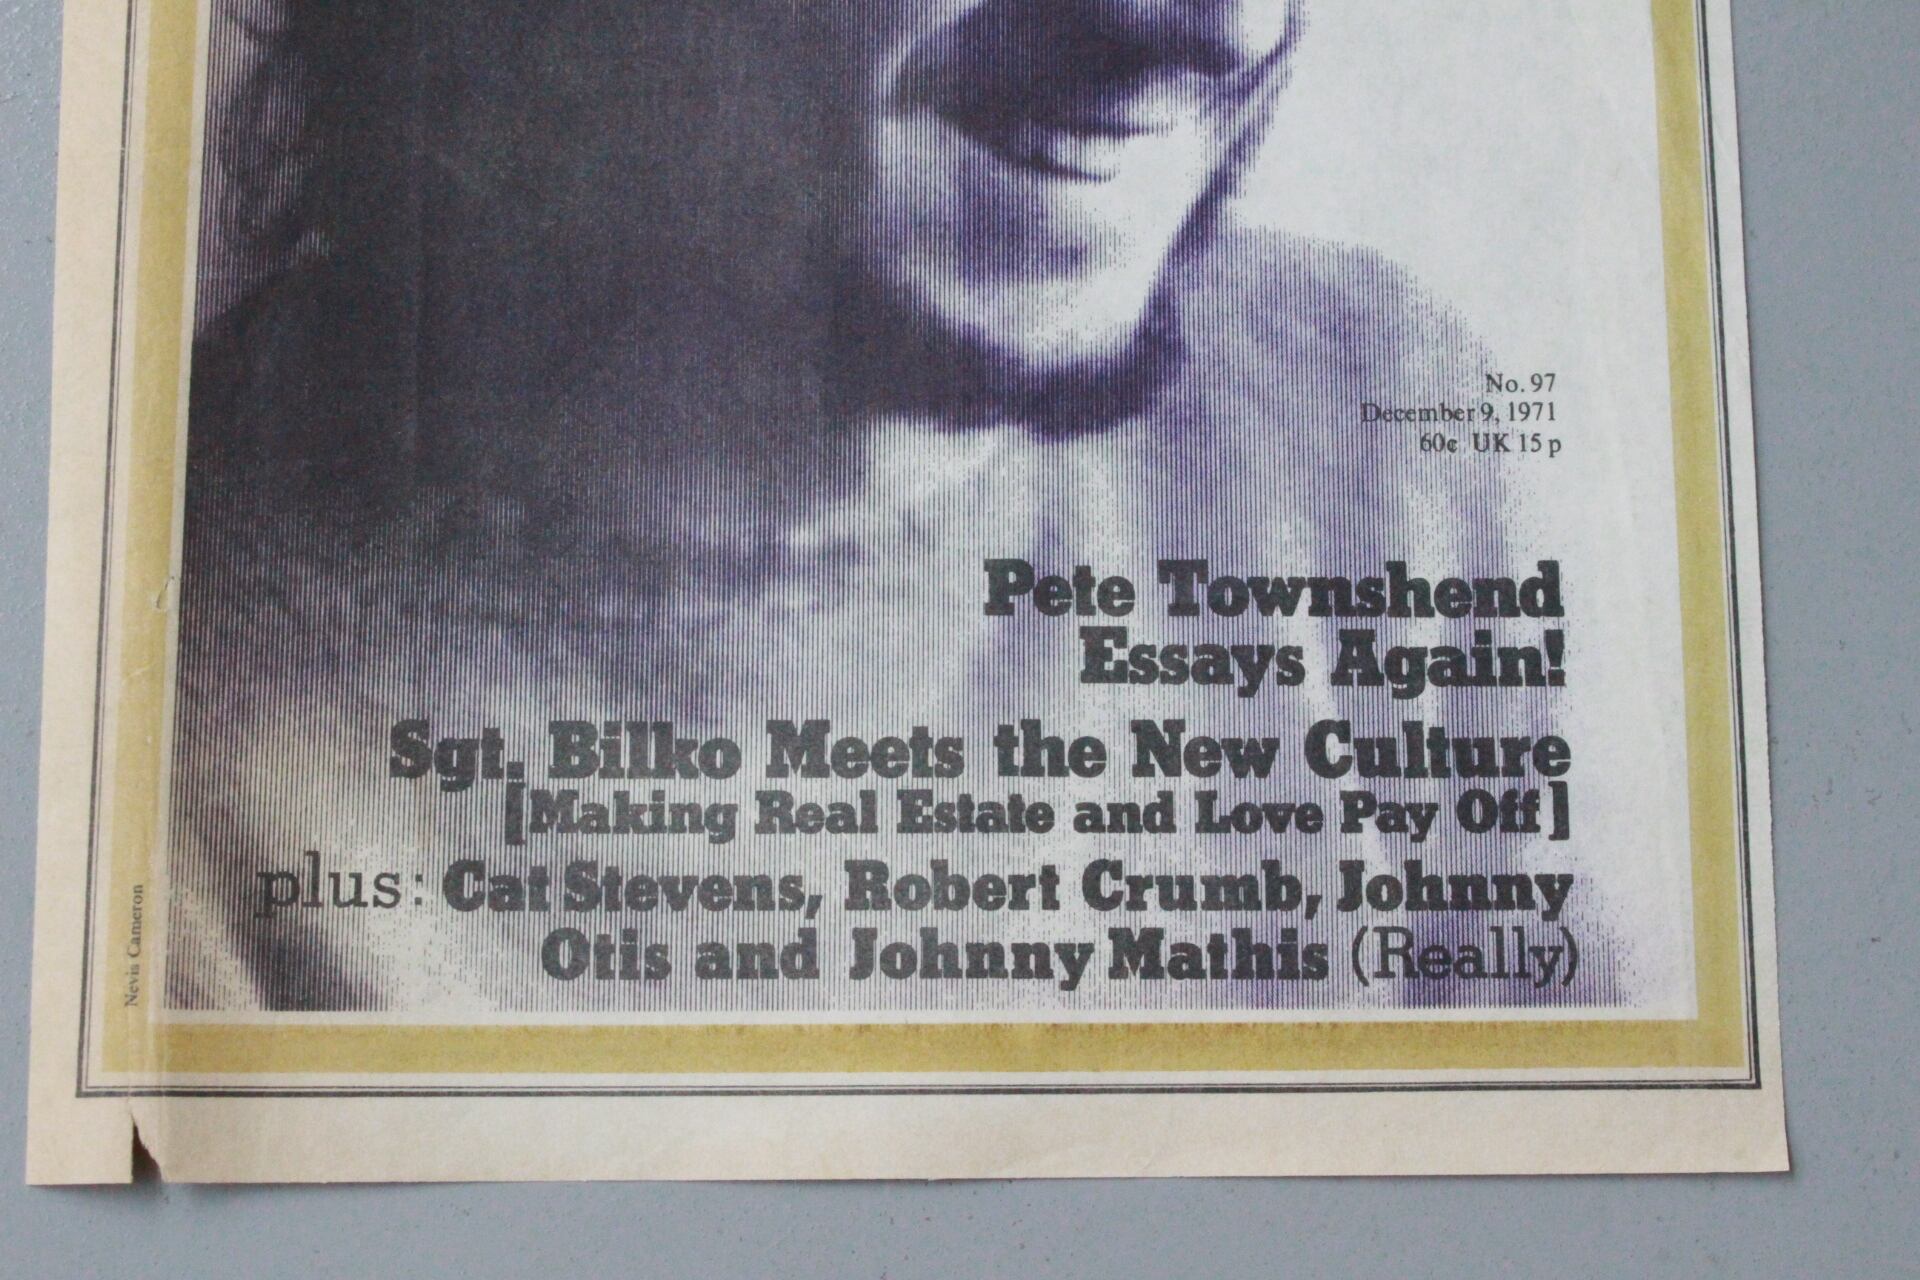 No. 97
December 9, 1971
60¢ UK 15 p
Pete Townshend
Essays Again!
Sgt. Bilko Meets the New Culture
[Making Real Estate and Love Pay Off]
plus: Cat Stevens, Robert Crumb, Johnny
Otis and Johnny Mathis (Really)
Nevis Cameron